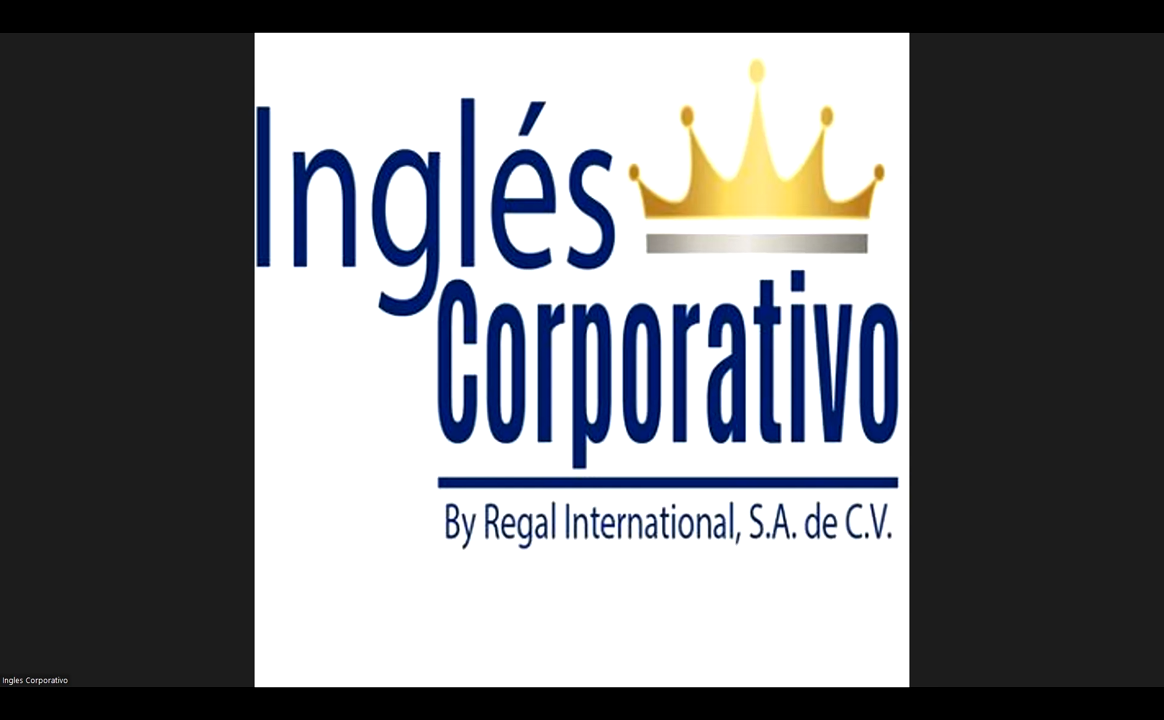 Inglés
Corporativo
By Regal International, S.A. de C.V.
Ingles Corporativo